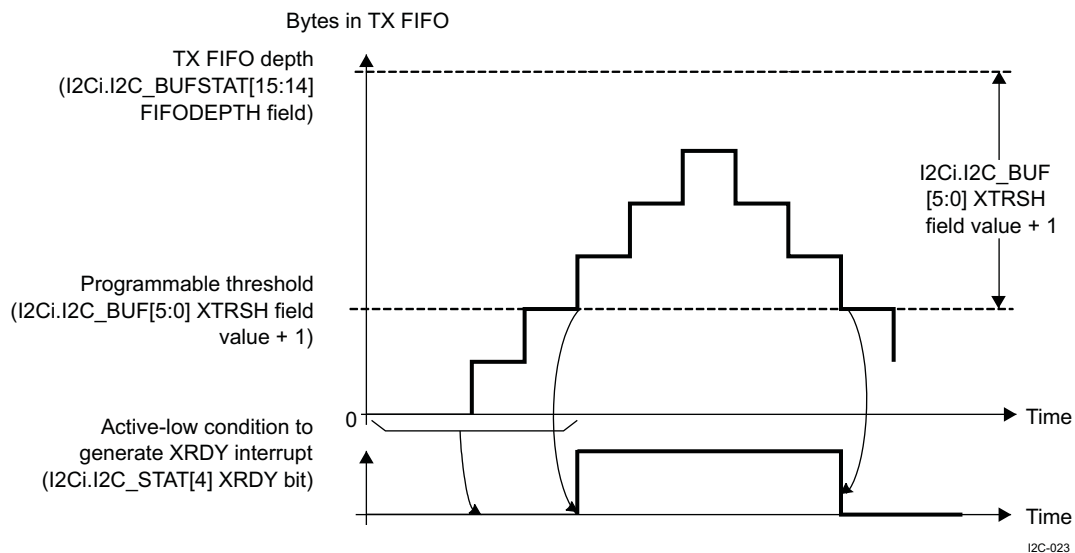 Bytes in TX FIFO
TX FIFO depth
(I2Ci.I2C_BUFSTAT[15:14]
FIFODEPTH field)
I2Ci.I2C_BUF
[5:0] XTRSH
field value + 1
Programmable threshold
(I2Ci.I2C_BUF[5:0] XTRSH field
value + 1)
0
Time
Active-low condition to
generate XRDY interrupt
(I2Ci.I2C_STAT[4] XRDY bit)
Time
I2C-023